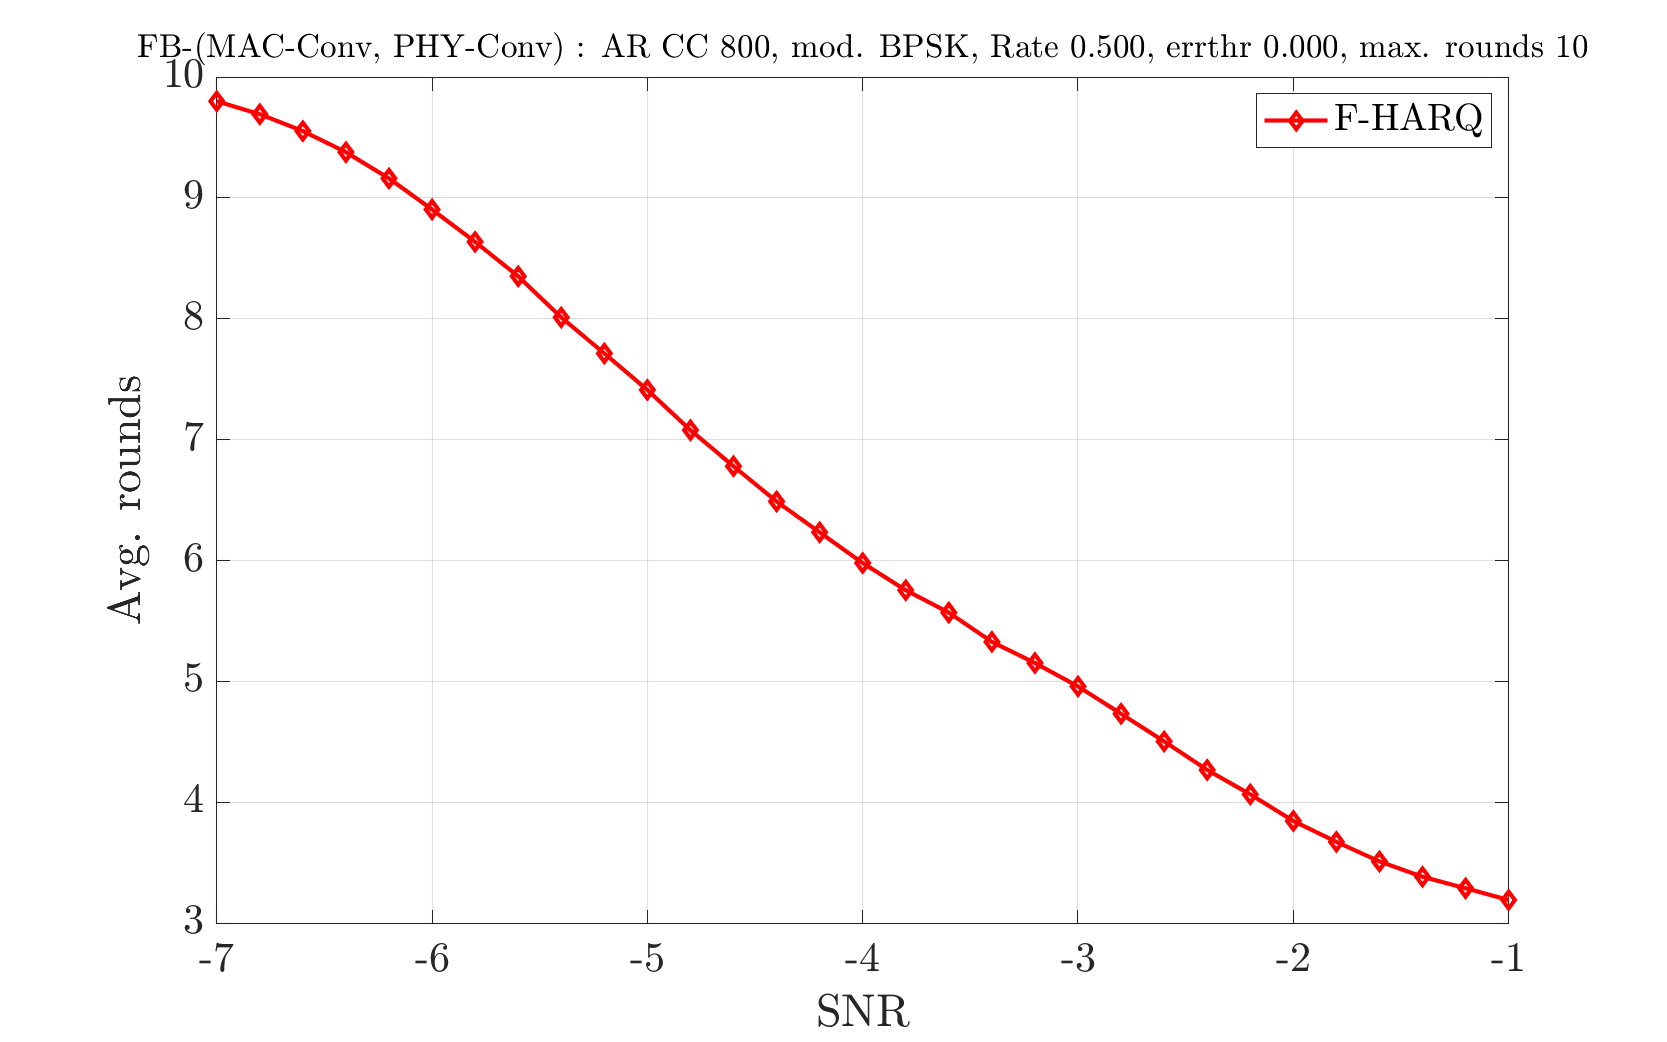 FB-(MAC-Conv, PHY-Conv) : AR CC 800, mod. BPSK, Rate 0.500, errthr 0.000, max. rounds 10
F-HARQ
10
9
8
7
6
5
4
3
Avg. rounds
-7 -6 -5 -4 -3 -2 -1
SNR